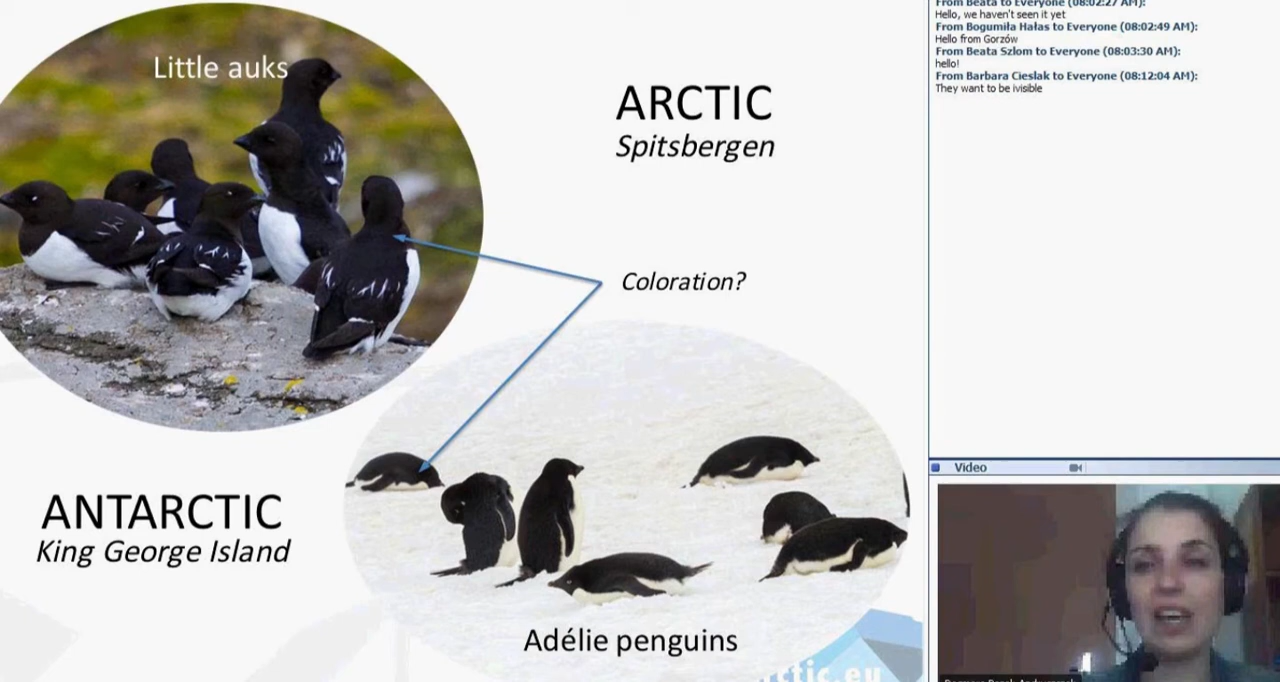 Little auks
ARCTIC
Spitsbergen
Coloration?
ANTARCTIC
King George Island
Adélie penguins
ctic.eu
From Beata to Everyone (08:02:27 AM):
Hello, we haven't seen it yet
From Bogumiła Hałas to Everyone (08:02:49 AM):
Hello from Gorzów
From Beata Szlom to Everyone (08:03:30 AM):
hello!
From Barbara Cieslak to Everyone (08:12:04 AM):
They want to be ivisible
Video